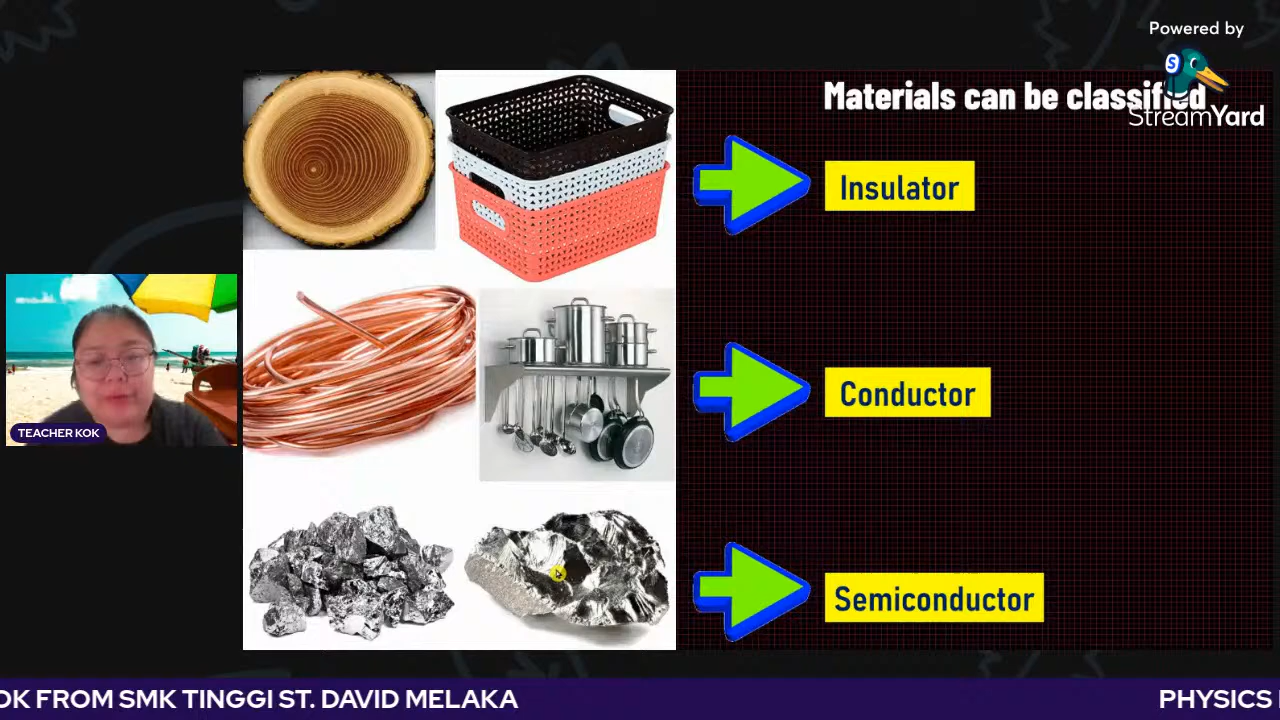 Powered by
StreamYard
Materials can be classified
Insulator
Conductor
Semiconductor
TEACHER KOK
OK FROM SMK TINGGI ST. DAVID MELAKA
PHYSICS